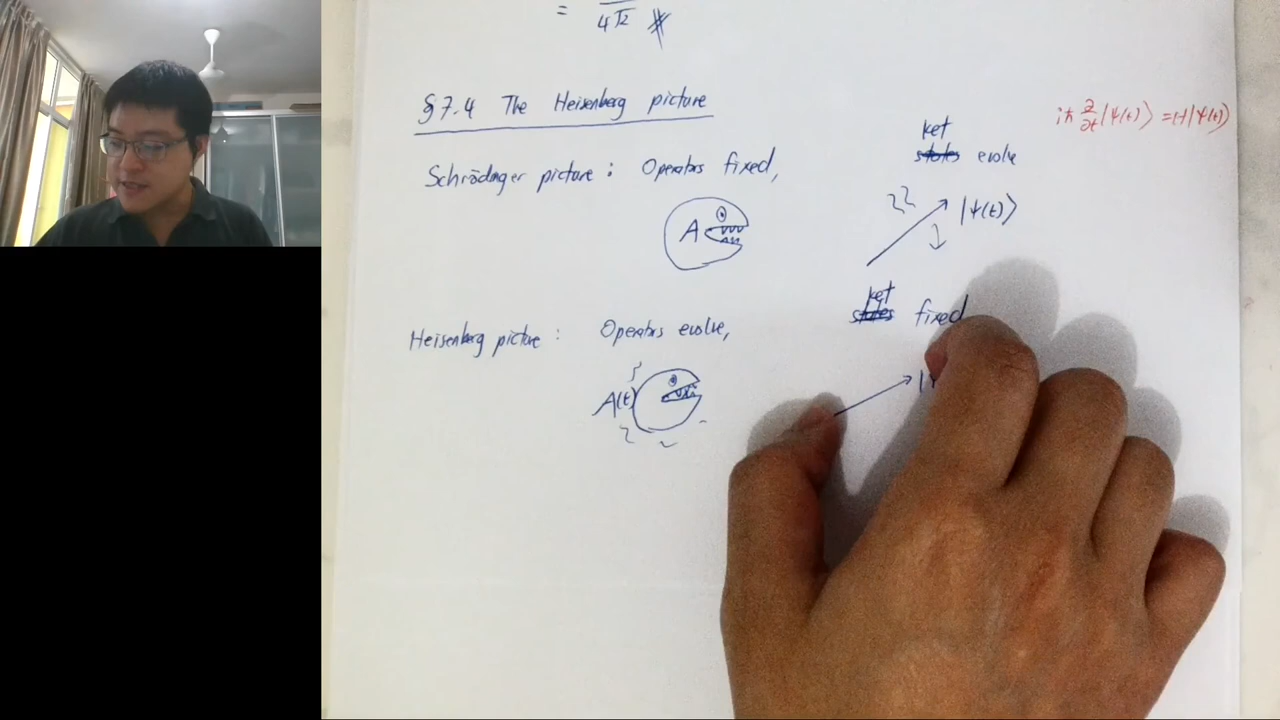 = 4√2
§7.4 The Heisenberg picture
iħ ∂/∂t |Ψ(t)⟩ = H|Ψ(t)⟩
Schrödinger picture : Operators fixed, ket states evolve
A |Ψ(t)⟩
Heisenberg picture : Operators evolve, ket states fixed
A(t)